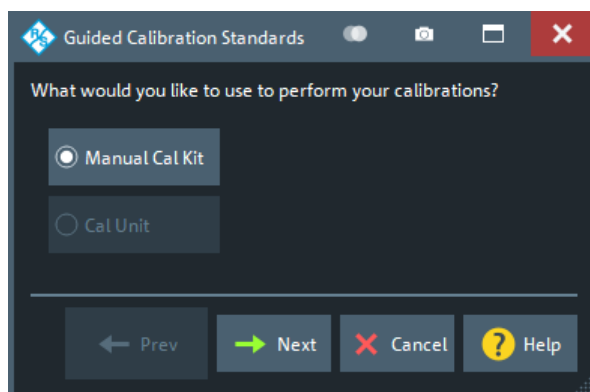 R&S Guided Calibration Standards
What would you like to use to perform your calibrations?
Manual Cal Kit
Cal Unit
Prev
Next
Cancel
? Help